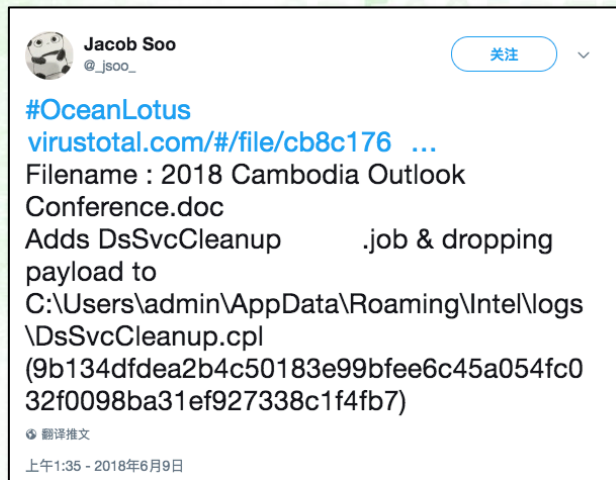 Jacob Soo
@_jsoo_
关注
#OceanLotus
virustotal.com/#/file/cb8c176 ...
Filename : 2018 Cambodia Outlook
Conference.doc
Adds DsSvcCleanup .job & dropping
payload to
C:\Users\admin\AppData\Roaming\Intel\logs
\DsSvcCleanup.cpl
(9b134dfdea2b4c50183e99bfee6c45a054fc0
32f0098ba31ef927338c1f4fb7)
翻译推文
上午1:35 - 2018年6月9日